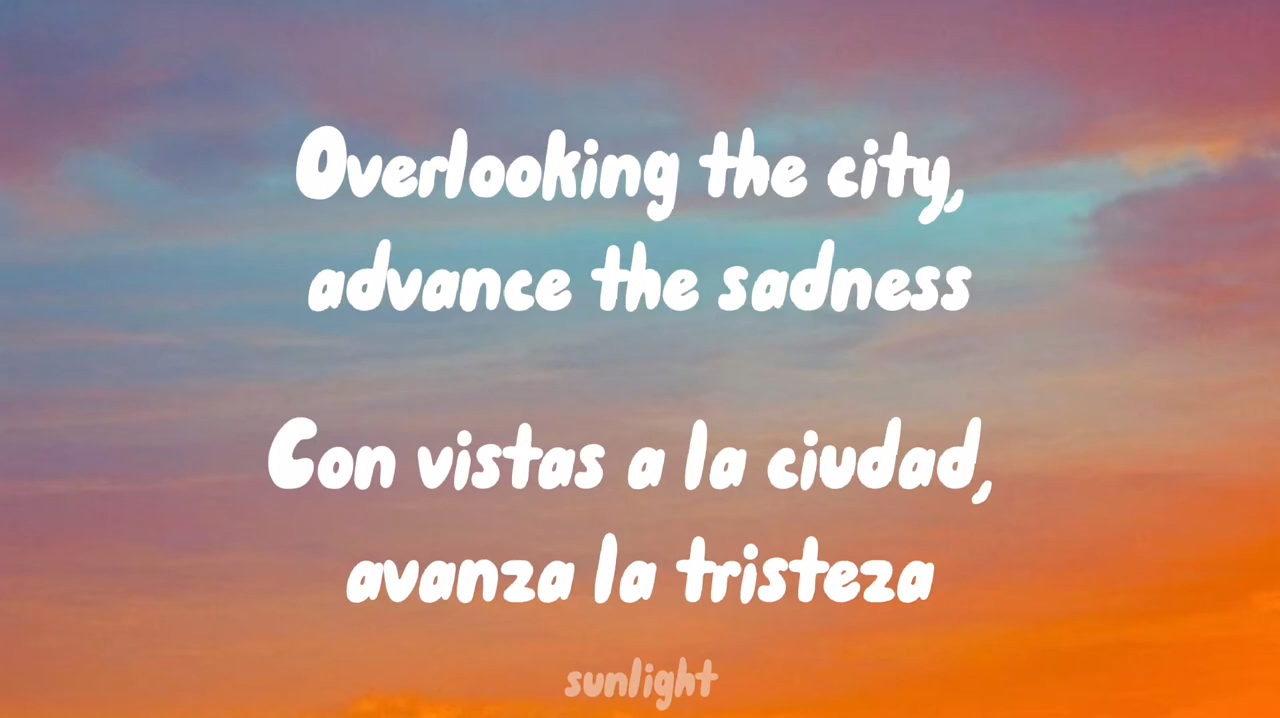 Overlooking the city,
advance the sadness
Con vistas a la ciudad,
avanza la tristeza
sunlight